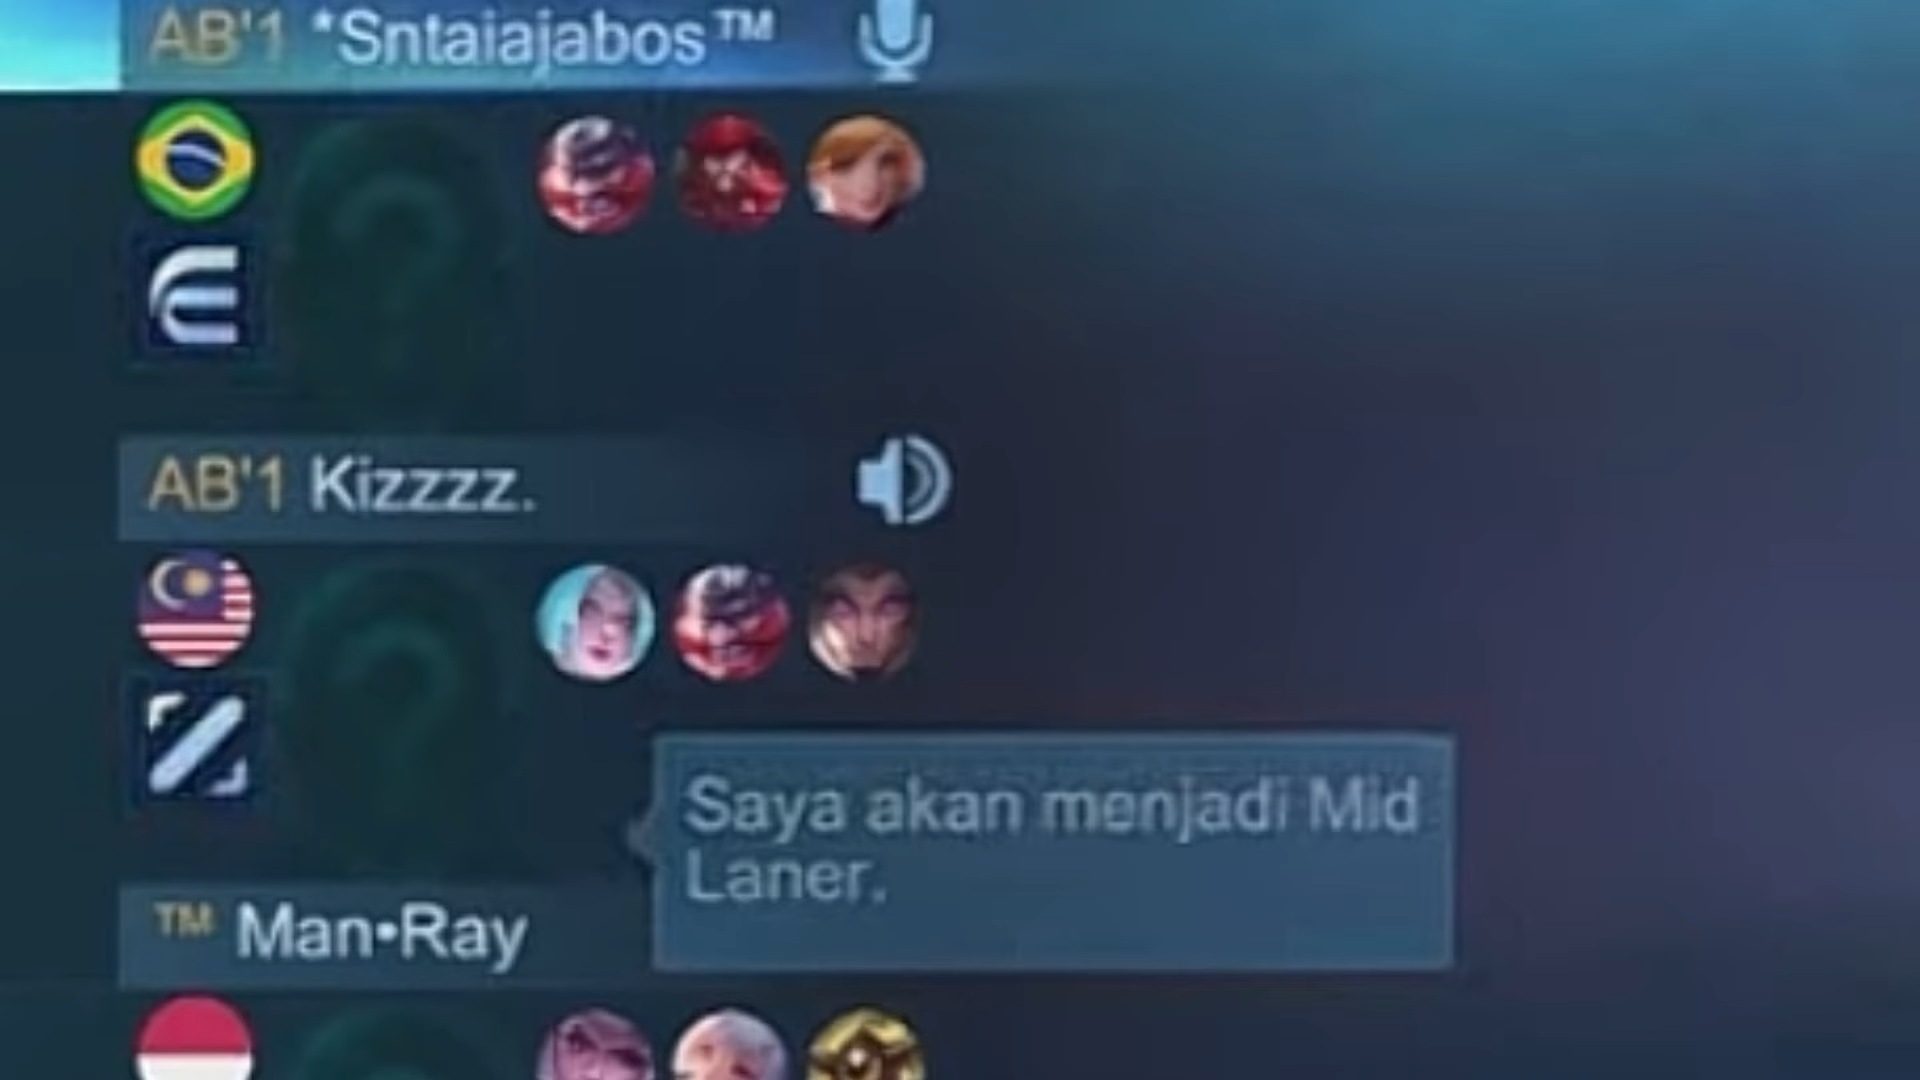 AB'1 *Sntaiajabos™
AB'1 Kizzzz.
Saya akan menjadi Mid
Laner.
™ Man•Ray